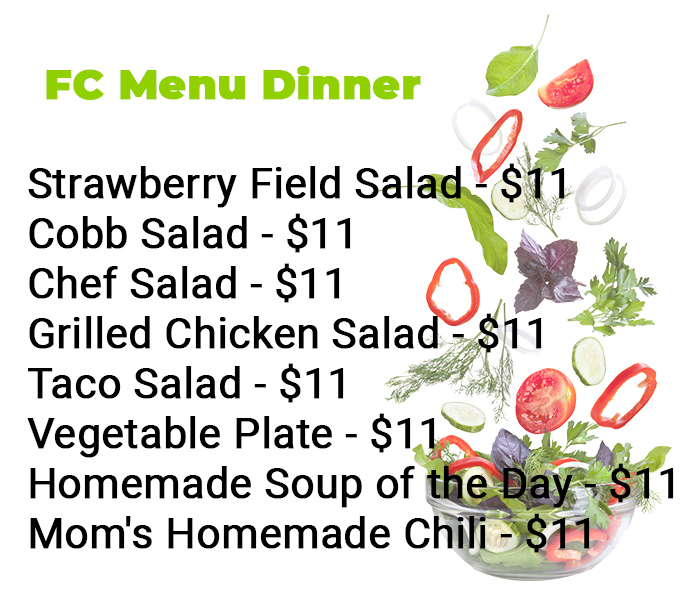 FC Menu Dinner
Strawberry Field Salad - $11
Cobb Salad - $11
Chef Salad - $11
Grilled Chicken Salad - $11
Taco Salad - $11
Vegetable Plate - $11
Homemade Soup of the Day - $11
Mom's Homemade Chili - $11